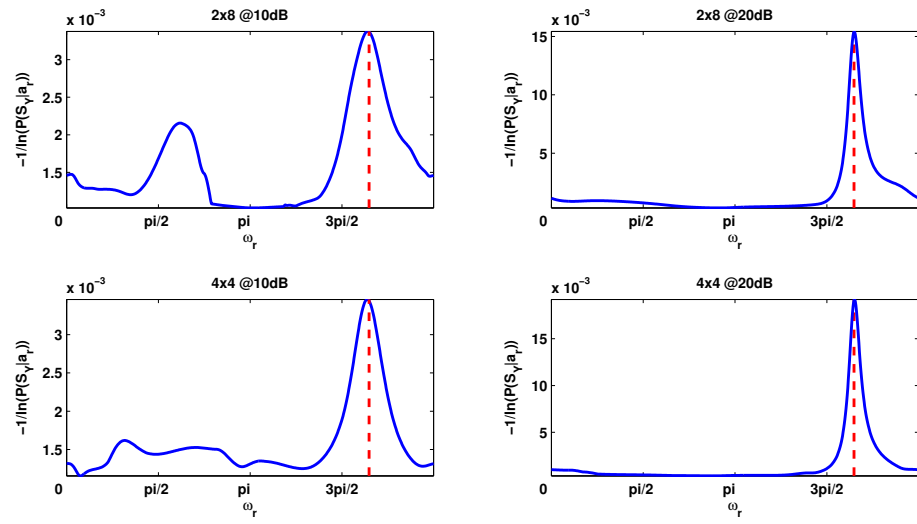 x 10⁻³ 2x8 @10dB
3
2.5
2
1.5
-1/ln(P(S_Y|a_r))
0 pi/2 pi 3pi/2
ω_r
x 10⁻³ 2x8 @20dB
15
10
5
-1/ln(P(S_Y|a_r))
0 pi/2 pi 3pi/2
ω_r
x 10⁻³ 4x4 @10dB
3
2.5
2
1.5
-1/ln(P(S_Y|a_r))
0 pi/2 pi 3pi/2
ω_r
x 10⁻³ 4x4 @20dB
15
10
5
-1/ln(P(S_Y|a_r))
0 pi/2 pi 3pi/2
ω_r